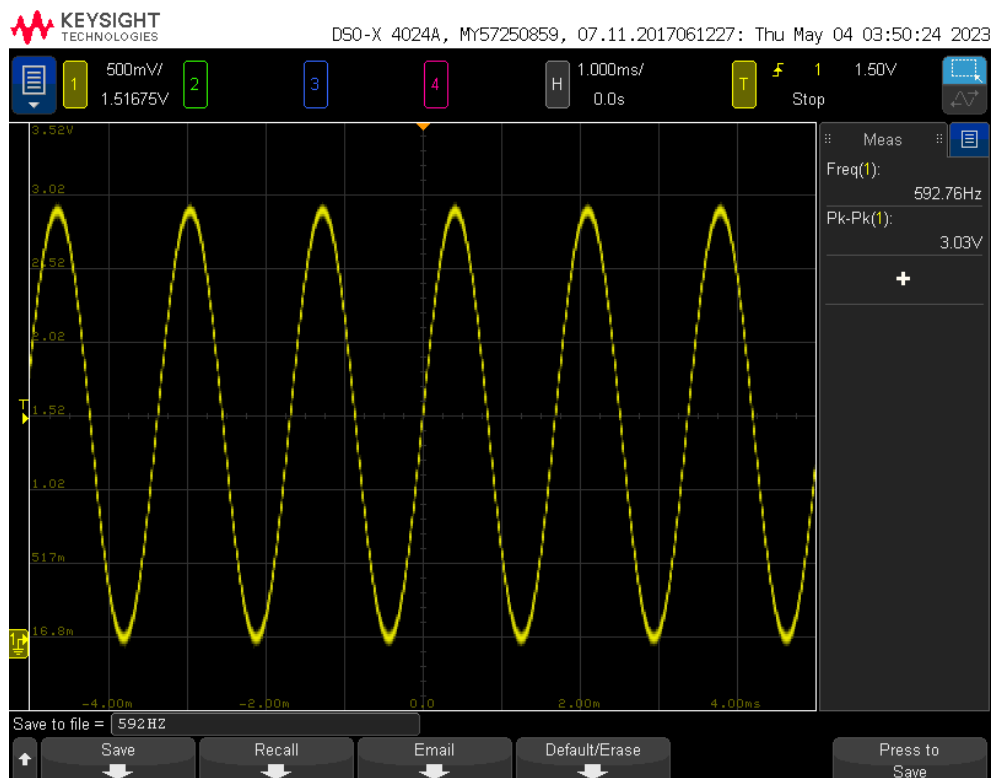 KEYSIGHT
TECHNOLOGIES
DSO-X 4024A, MY57250859, 07.11.2017061227: Thu May 04 03:50:24 2023
1 500mV/ 2 3 4 H 1.000ms/ T 1 1.50V
1.51675V 0.0s Stop
3.52V
Meas
Freq(1):
592.76Hz
3.02
Pk-Pk(1):
3.03V
2.52
+
2.02
T
1.52
1.02
517m
1 16.8m
-4.00m -2.00m 0.0 2.00m 4.00ms
Save to file = 592HZ
Save Recall Email Default/Erase Press to
Save